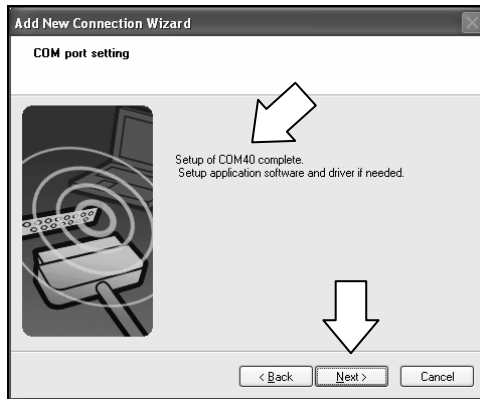 Add New Connection Wizard
COM port setting
Setup of COM40 complete.
Setup application software and driver if needed.
< Back
Next >
Cancel